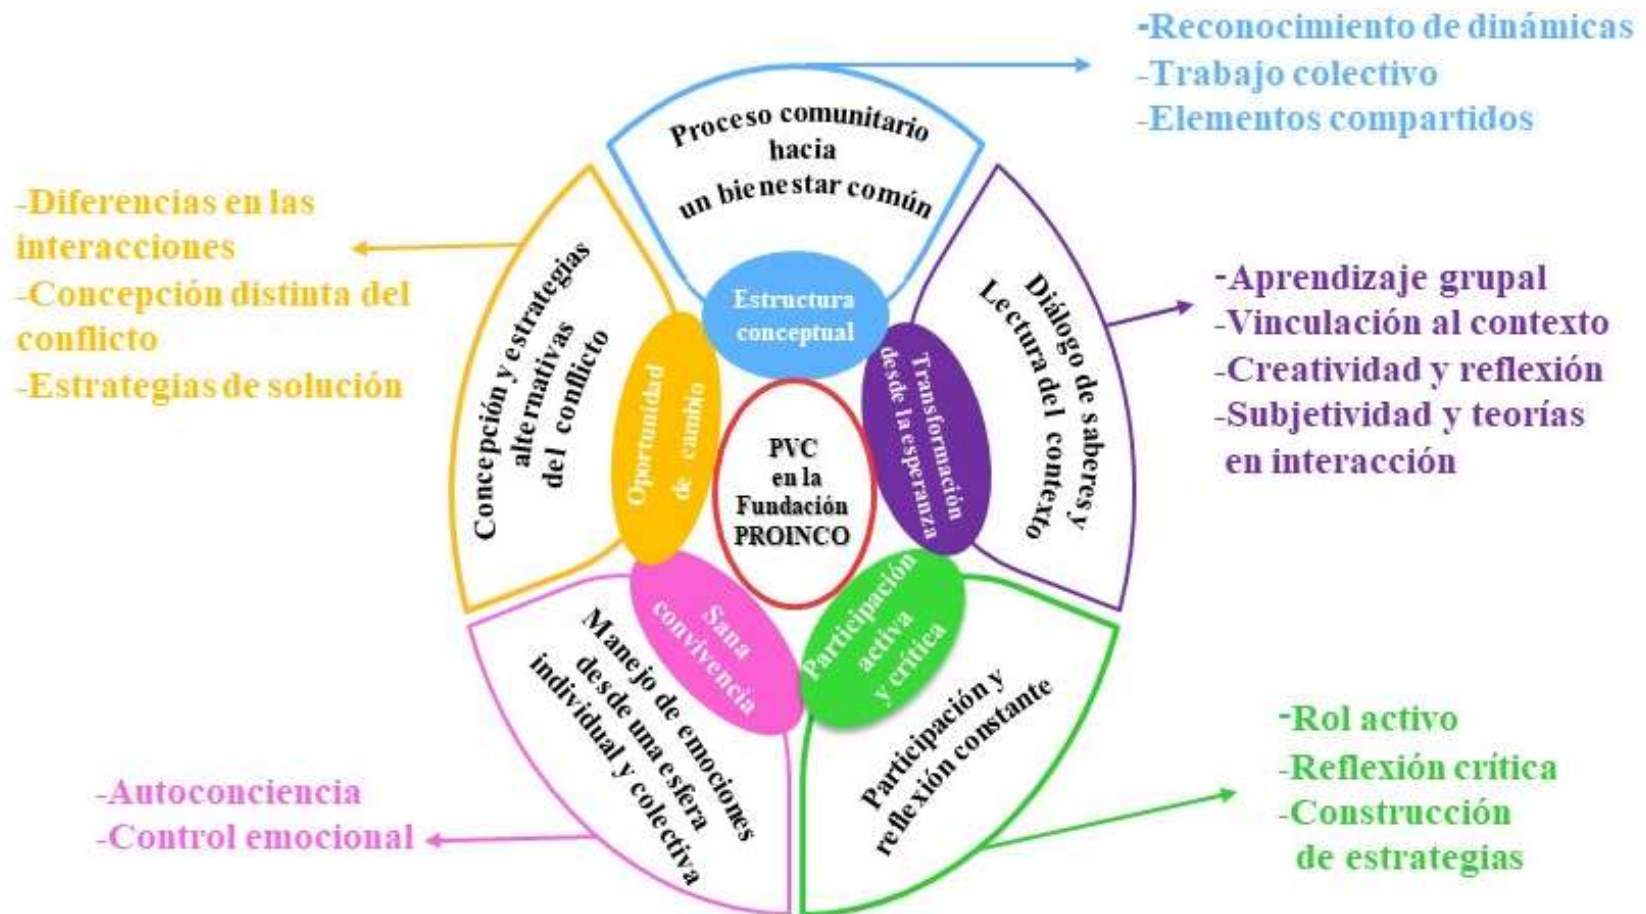 -Reconocimiento de dinámicas
-Trabajo colectivo
-Elementos compartidos
Proceso comunitario
hacia
un bienestar común
Estructura
conceptual
-Diferencias en las
interacciones
-Concepción distinta del
conflicto
-Estrategias de solución
Concepción y estrategias
alternativas
del conflicto
Oportunidad
de cambio
PVC
en la
Fundación
PROINCO
Transformación
desde la esperanza
Diálogo de saberes y
Lectura del contexto
-Aprendizaje grupal
-Vinculación al contexto
-Creatividad y reflexión
-Subjetividad y teorías
en interacción
Sana
convivencia
Manejo de emociones
desde una esfera
individual y colectiva
-Autoconciencia
-Control emocional
Participación
activa
y crítica
Participación y
reflexión constante
-Rol activo
-Reflexión crítica
-Construcción
de estrategias